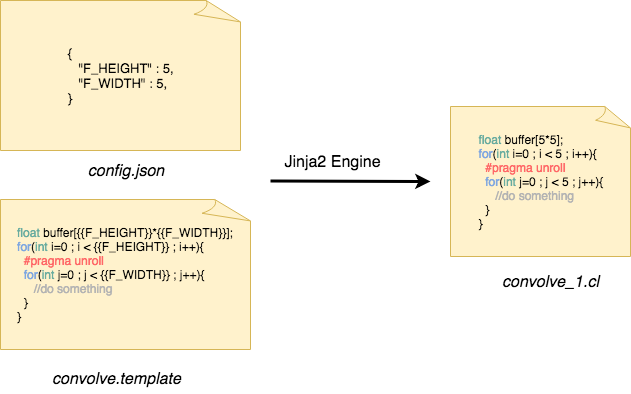 {
"F_HEIGHT" : 5,
"F_WIDTH" : 5,
}
config.json
float buffer[{{F_HEIGHT}}*{{F_WIDTH}}];
for(int i=0 ; i < {{F_HEIGHT}} ; i++){
#pragma unroll
for(int j=0 ; j < {{F_WIDTH}} ; j++){
//do something
}
}
convolve.template
Jinja2 Engine
float buffer[5*5];
for(int i=0 ; i < 5 ; i++){
#pragma unroll
for(int j=0 ; j < 5 ; j++){
//do something
}
}
convolve_1.cl